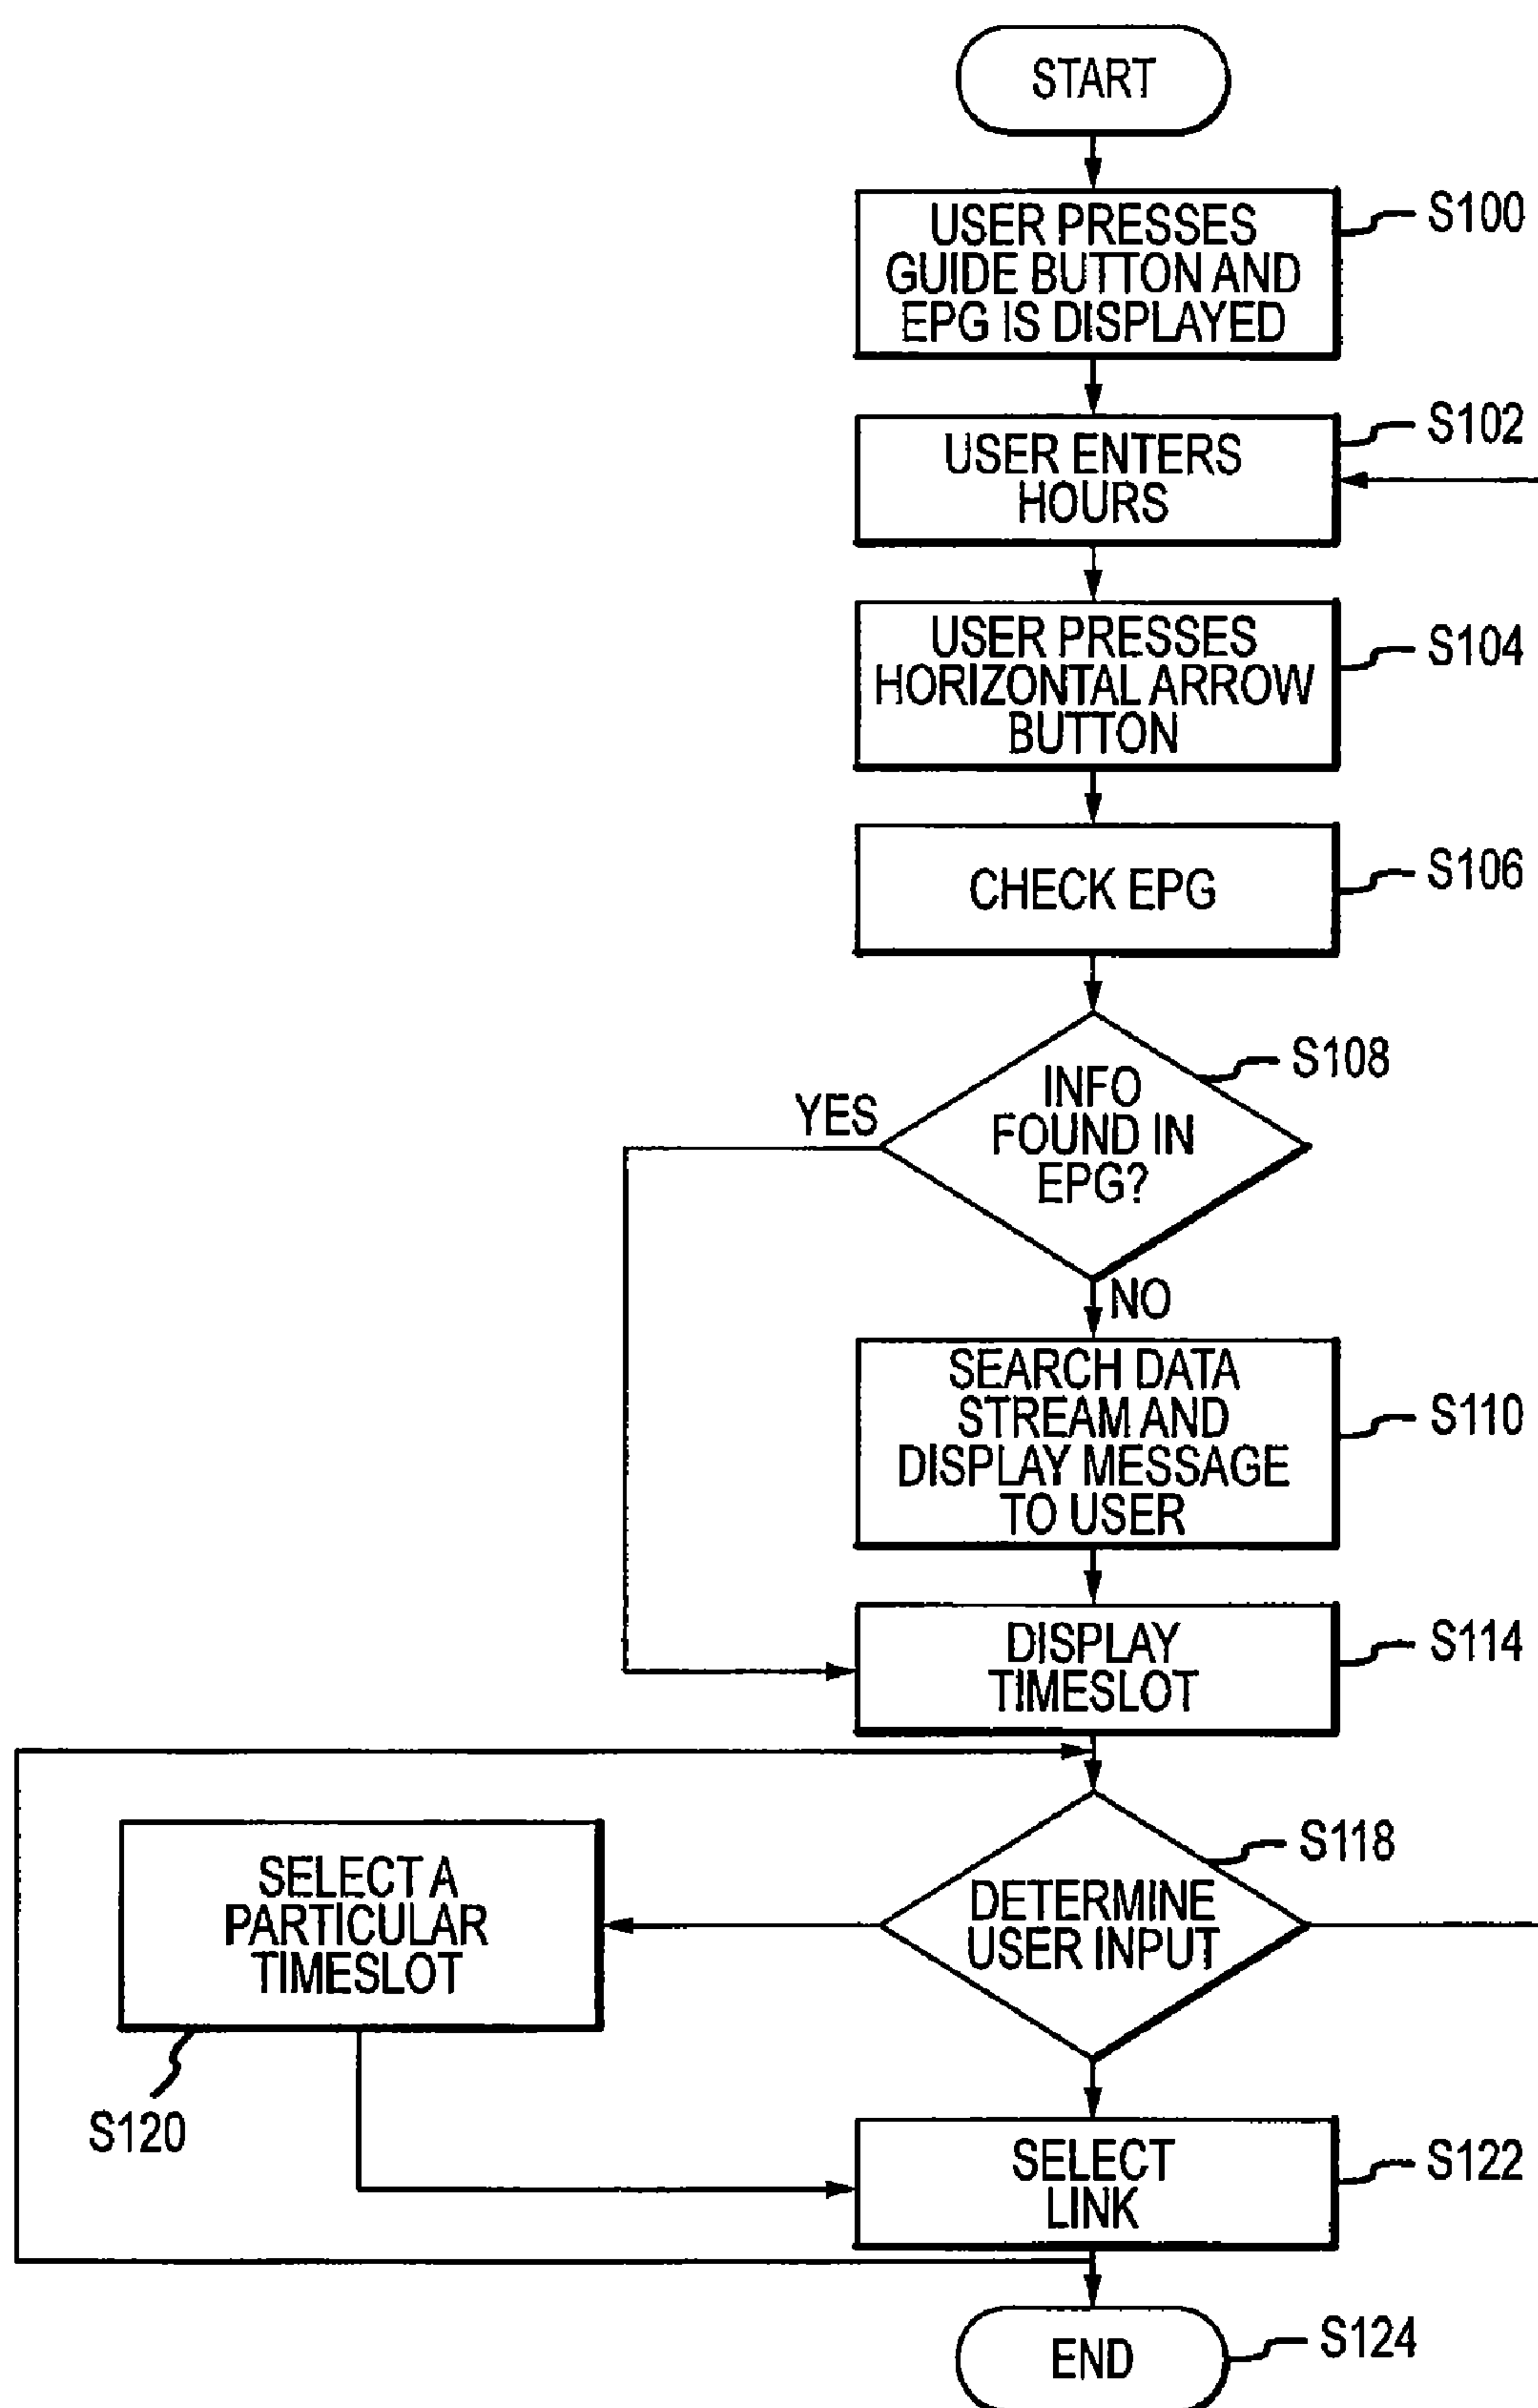 START
USER PRESSES
GUIDE BUTTON AND
EPG IS DISPLAYED
S100
USER ENTERS
HOURS
S102
USER PRESSES
HORIZONTAL ARROW
BUTTON
S104
CHECK EPG
S106
INFO
FOUND IN
EPG?
S108
YES
NO
SEARCH DATA
STREAM AND
DISPLAY MESSAGE
TO USER
S110
DISPLAY
TIMESLOT
S114
DETERMINE
USER INPUT
S118
SELECT A
PARTICULAR
TIMESLOT
S120
SELECT
LINK
S122
END
S124